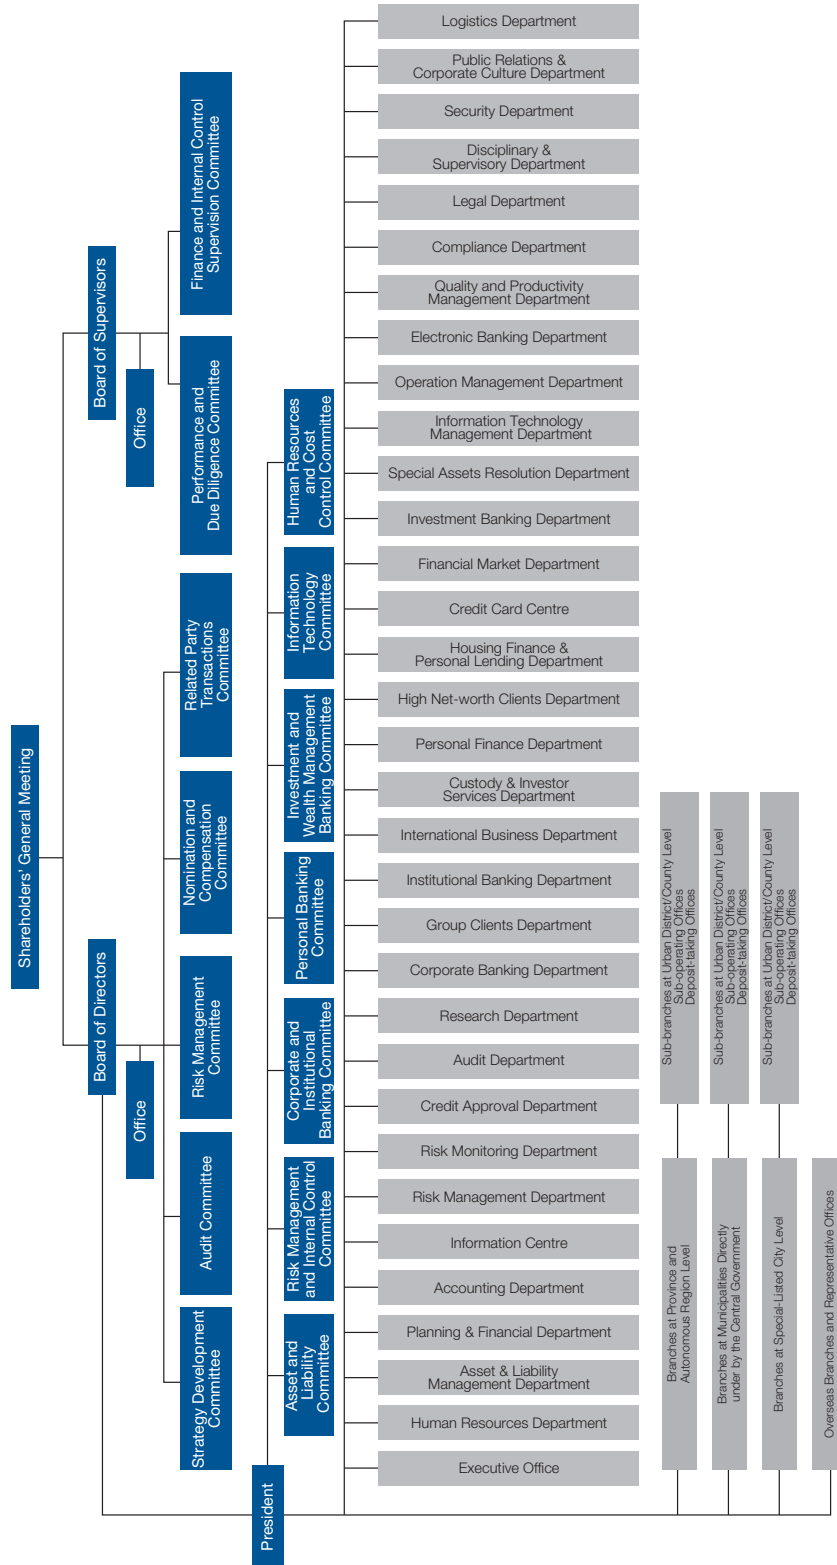 Shareholders' General Meeting
Board of Directors
Board of Supervisors
Office
Office
Strategy Development
Committee
Audit Committee
Risk Management
Committee
Nomination and
Compensation
Committee
Related Party
Transactions
Committee
Performance and
Due Diligence Committee
Finance and Internal Control
Supervision Committee
President
Asset and
Liability
Committee
Risk Management
and Internal Control
Committee
Corporate and
Institutional
Banking Committee
Personal Banking
Committee
Investment and
Wealth Management
Banking Committee
Information
Technology
Committee
Human Resources
and Cost
Control Committee
Logistics Department
Public Relations &
Corporate Culture Department
Security Department
Disciplinary &
Supervisory Department
Legal Department
Compliance Department
Quality and Productivity
Management Department
Electronic Banking Department
Operation Management Department
Information Technology
Management Department
Special Assets Resolution Department
Investment Banking Department
Financial Market Department
Credit Card Centre
Housing Finance &
Personal Lending Department
High Net-worth Clients Department
Personal Finance Department
Custody & Investor
Services Department
International Business Department
Institutional Banking Department
Group Clients Department
Corporate Banking Department
Research Department
Audit Department
Credit Approval Department
Risk Monitoring Department
Risk Management Department
Information Centre
Accounting Department
Planning & Financial Department
Asset & Liability
Management Department
Human Resources Department
Executive Office
Branches at Province and
Autonomous Region Level
Sub-branches at Urban District/County Level
Sub-operating Offices
Deposit-taking Offices
Branches at Municipalities Directly
under by the Central Government
Sub-branches at Urban District/County Level
Sub-operating Offices
Deposit-taking Offices
Branches at Special-Listed City Level
Sub-branches at Urban District/County Level
Sub-operating Offices
Deposit-taking Offices
Overseas Branches and Representative Offices